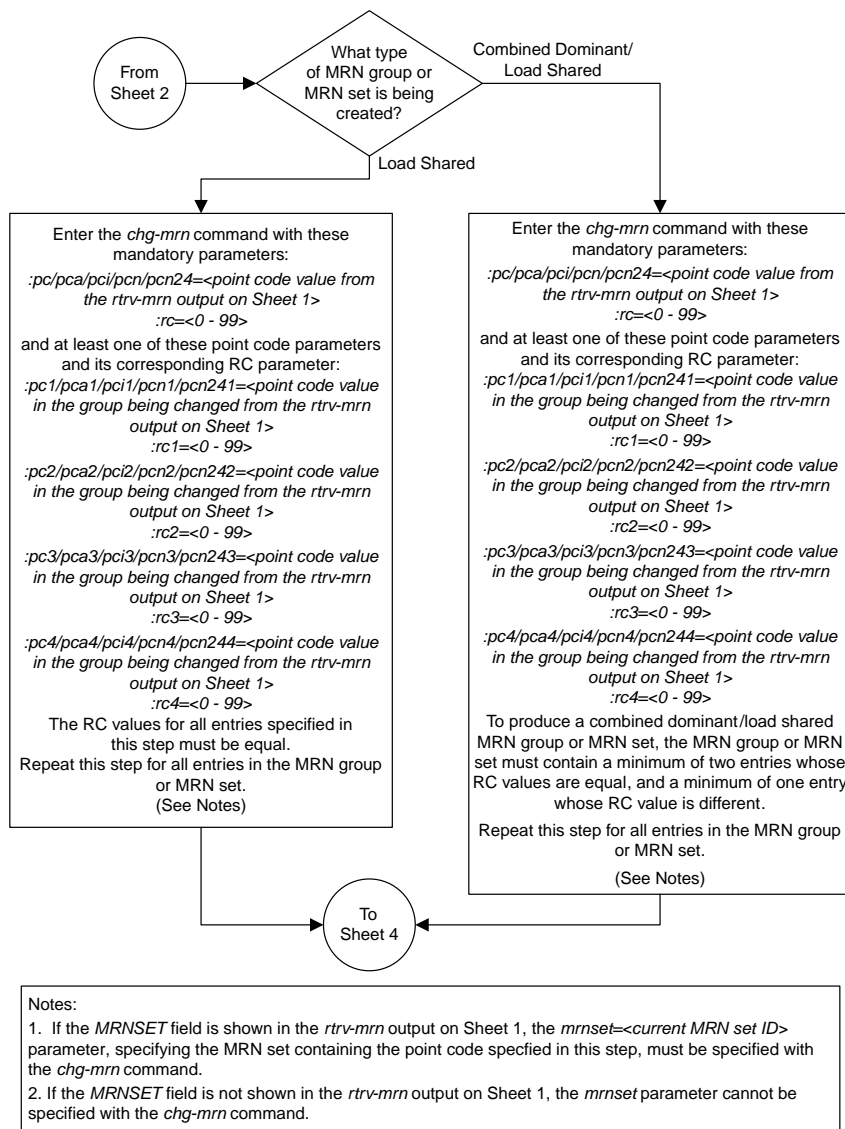 From
Sheet 2
What type
of MRN group or
MRN set is being
created?
Combined Dominant/
Load Shared
Load Shared
Enter the chg-mrn command with these
mandatory parameters:
:pc/pca/pci/pcn/pcn24=<point code value from
the rtrv-mrn output on Sheet 1>
:rc=<0 - 99>
and at least one of these point code parameters
and its corresponding RC parameter:
:pc1/pca1/pci1/pcn1/pcn241=<point code value
in the group being changed from the rtrv-mrn
output on Sheet 1>
:rc1=<0 - 99>
:pc2/pca2/pci2/pcn2/pcn242=<point code value
in the group being changed from the rtrv-mrn
output on Sheet 1>
:rc2=<0 - 99>
:pc3/pca3/pci3/pcn3/pcn243=<point code value
in the group being changed from the rtrv-mrn
output on Sheet 1>
:rc3=<0 - 99>
:pc4/pca4/pci4/pcn4/pcn244=<point code value
in the group being changed from the rtrv-mrn
output on Sheet 1>
:rc4=<0 - 99>
The RC values for all entries specified in
this step must be equal.
Repeat this step for all entries in the MRN group
or MRN set.
(See Notes)
Enter the chg-mrn command with these
mandatory parameters:
:pc/pca/pci/pcn/pcn24=<point code value from
the rtrv-mrn output on Sheet 1>
:rc=<0 - 99>
and at least one of these point code parameters
and its corresponding RC parameter:
:pc1/pca1/pci1/pcn1/pcn241=<point code value
in the group being changed from the rtrv-mrn
output on Sheet 1>
:rc1=<0 - 99>
:pc2/pca2/pci2/pcn2/pcn242=<point code value
in the group being changed from the rtrv-mrn
output on Sheet 1>
:rc2=<0 - 99>
:pc3/pca3/pci3/pcn3/pcn243=<point code value
in the group being changed from the rtrv-mrn
output on Sheet 1>
:rc3=<0 - 99>
:pc4/pca4/pci4/pcn4/pcn244=<point code value
in the group being changed from the rtrv-mrn
output on Sheet 1>
:rc4=<0 - 99>
To produce a combined dominant/load shared
MRN group or MRN set, the MRN group or MRN
set must contain a minimum of two entries whose
RC values are equal, and a minimum of one entry
whose RC value is different.
Repeat this step for all entries in the MRN group
or MRN set.
(See Notes)
To
Sheet 4
Notes:
1. If the MRNSET field is shown in the rtrv-mrn output on Sheet 1, the mrnset=<current MRN set ID>
parameter, specifying the MRN set containing the point code specfied in this step, must be specified with
the chg-mrn command.
2. If the MRNSET field is not shown in the rtrv-mrn output on Sheet 1, the mrnset parameter cannot be
specified with the chg-mrn command.